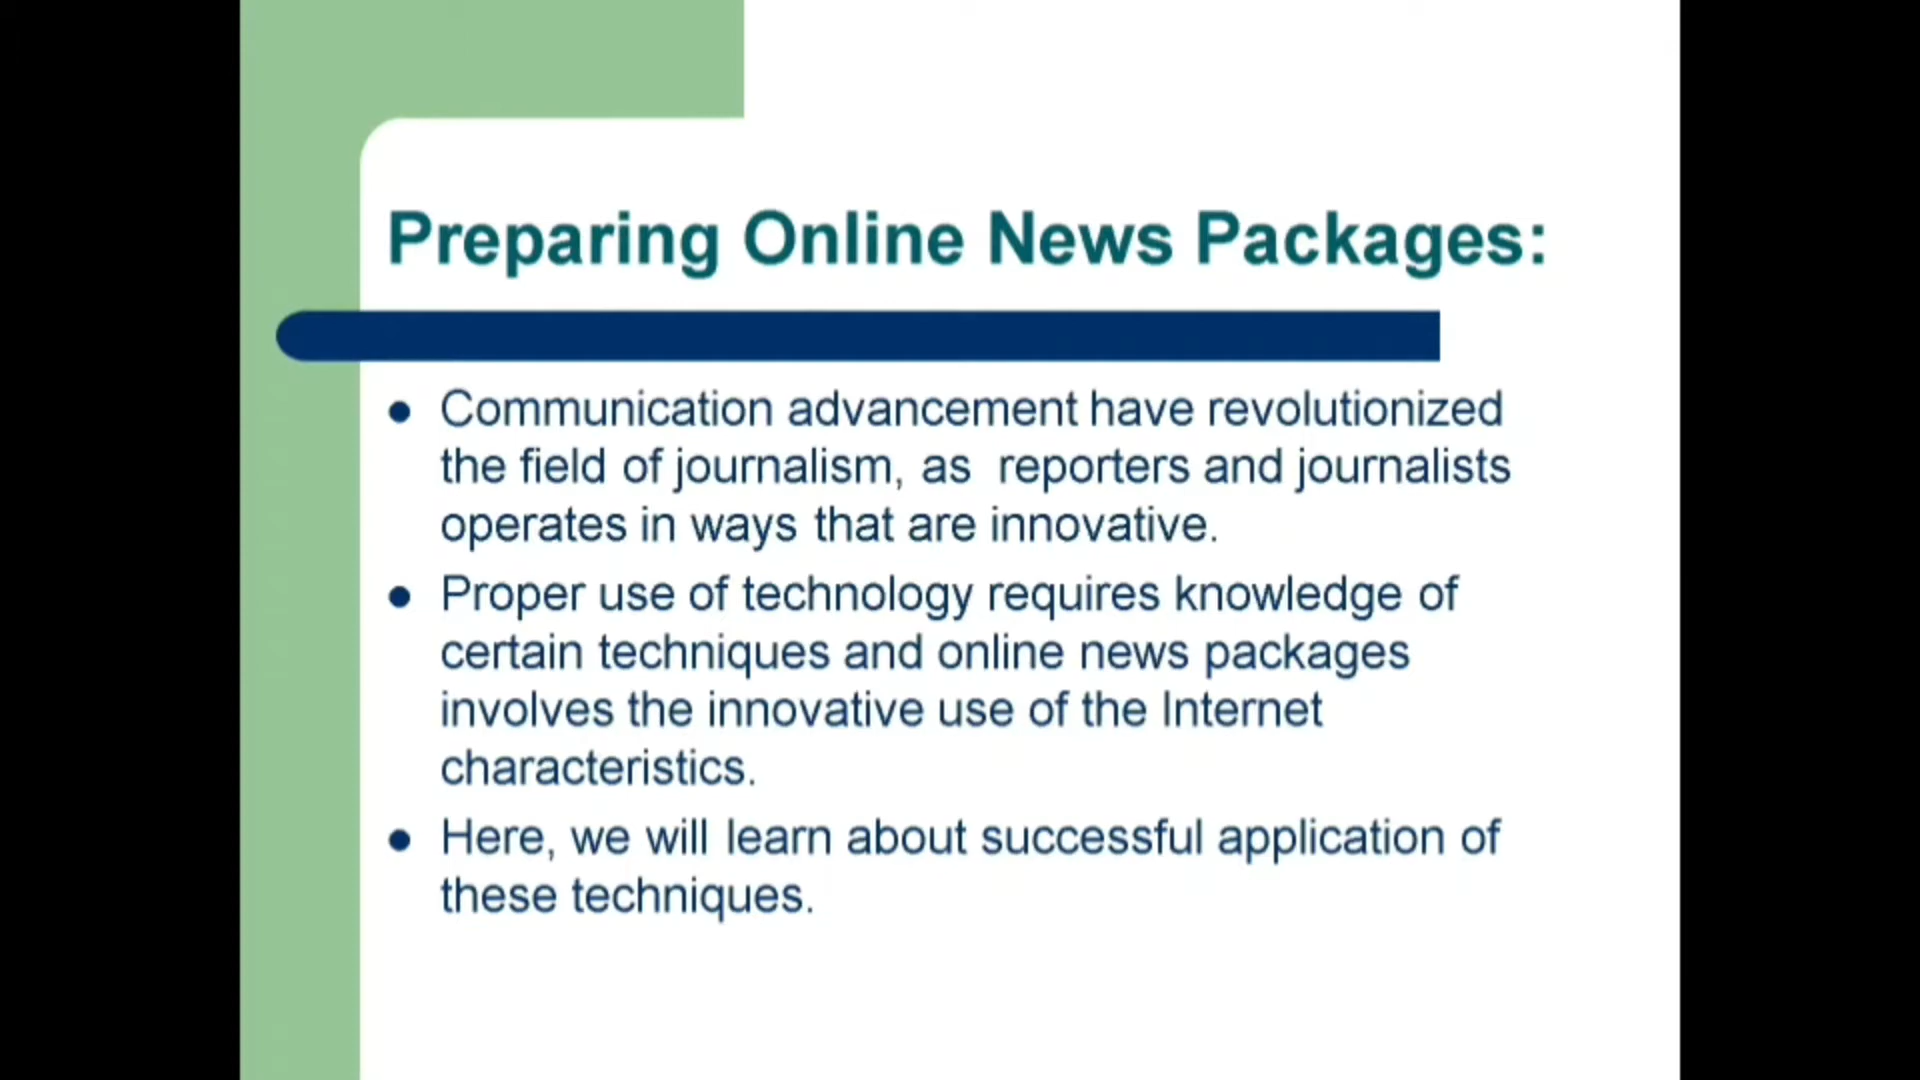 Preparing Online News Packages:
● Communication advancement have revolutionized
the field of journalism, as reporters and journalists
operates in ways that are innovative.
● Proper use of technology requires knowledge of
certain techniques and online news packages
involves the innovative use of the Internet
characteristics.
● Here, we will learn about successful application of
these techniques.